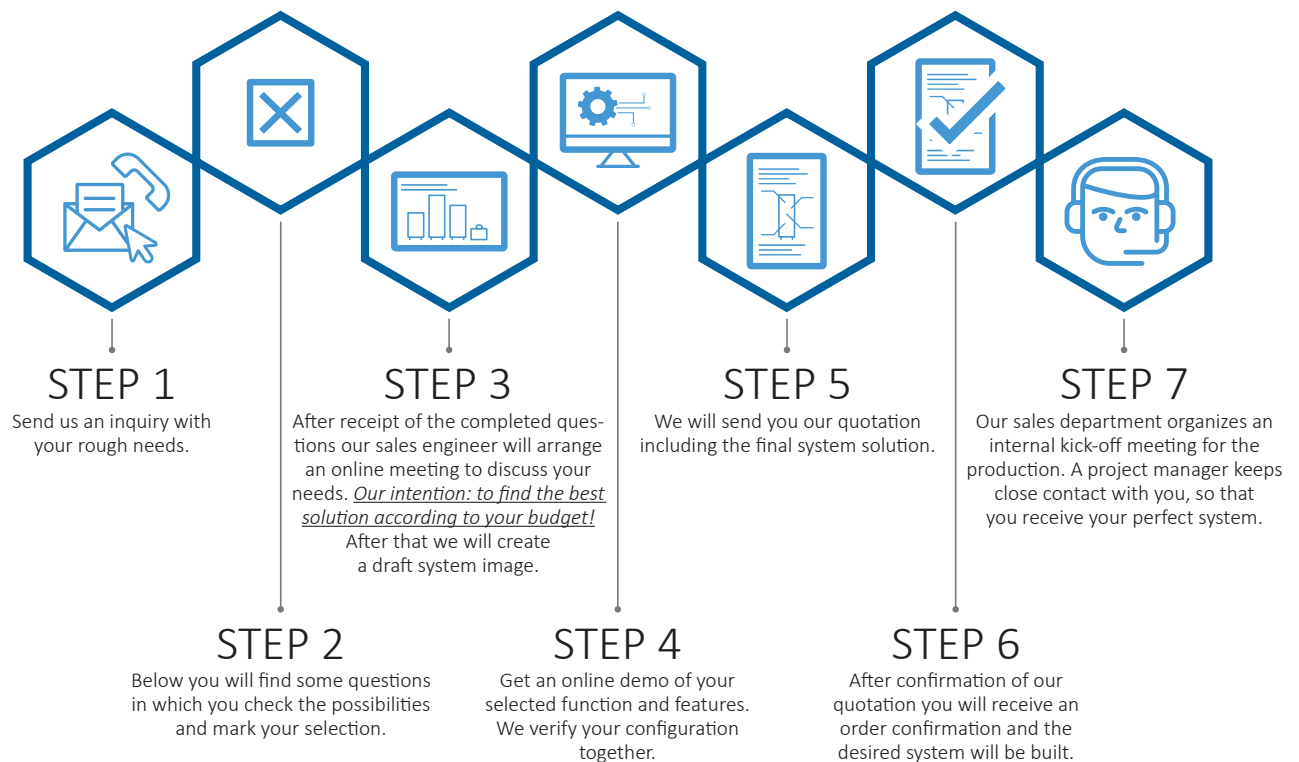 STEP 1
Send us an inquiry with
your rough needs.
STEP 2
Below you will find some questions
in which you check the possibilities
and mark your selection.
STEP 3
After receipt of the completed ques-
tions our sales engineer will arrange
an online meeting to discuss your
needs. Our intention: to find the best
solution according to your budget!
After that we will create
a draft system image.
STEP 4
Get an online demo of your
selected function and features.
We verify your configuration
together.
STEP 5
We will send you our quotation
including the final system solution.
STEP 6
After confirmation of our
quotation you will receive an
order confirmation and the
desired system will be built.
STEP 7
Our sales department organizes an
internal kick-off meeting for the
production. A project manager keeps
close contact with you, so that
you receive your perfect system.